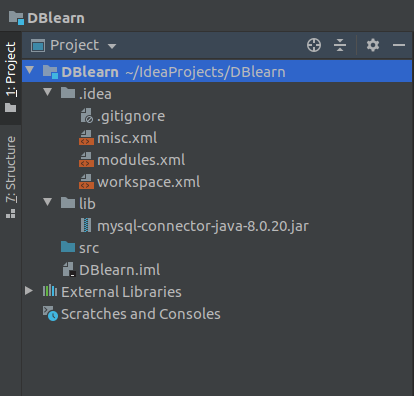 DBlearn
Project
1: Project
7: Structure
DBlearn ~/IdeaProjects/DBlearn
.idea
.gitignore
misc.xml
modules.xml
workspace.xml
lib
mysql-connector-java-8.0.20.jar
src
DBlearn.iml
External Libraries
Scratches and Consoles